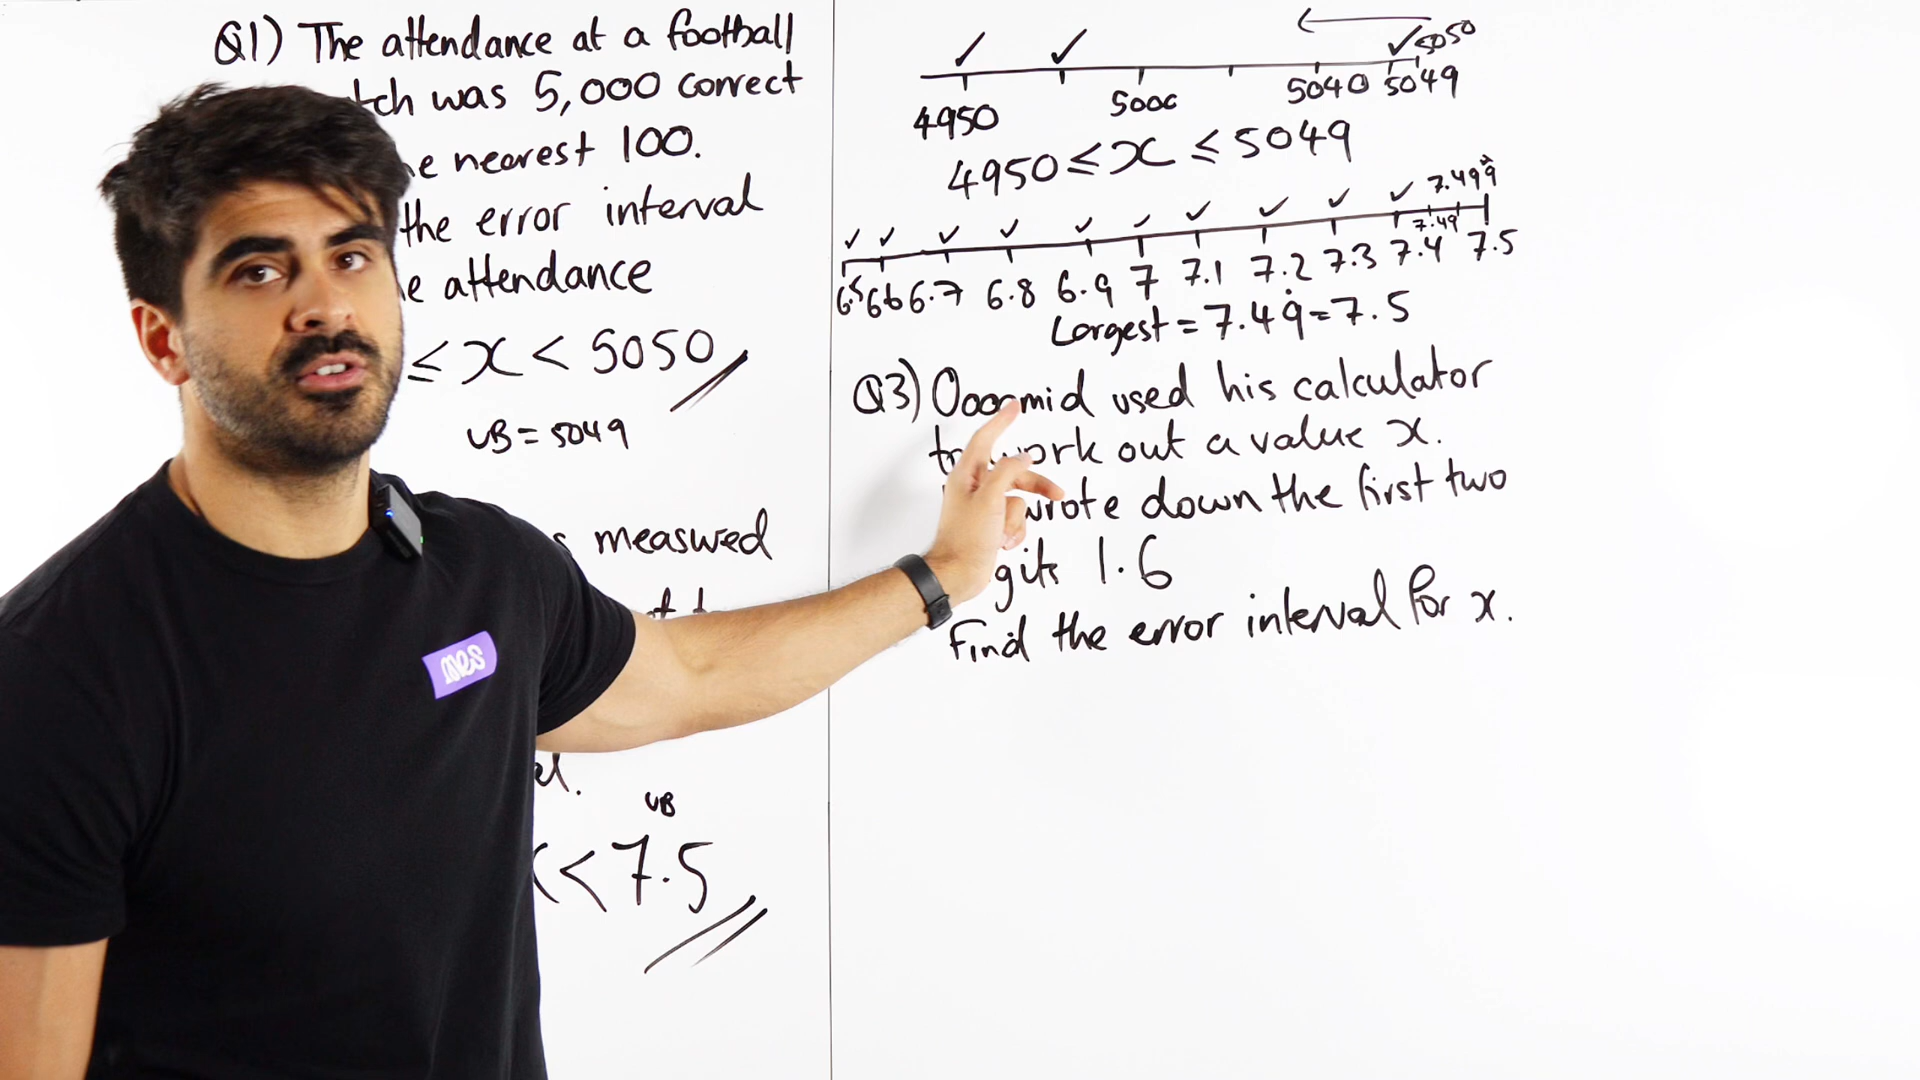 Q1) The attendance at a football
tch was 5,000 correct
e nearest 100.
the error interval
e attendance
≤ x < 5050
UB = 5049
s measured
el.
UB
< 7.5
mes
5050
4950 5000 5040 5049
4950 ≤ x ≤ 5049
7.499̇
7.49
6.5 6.6 6.7 6.8 6.9 7 7.1 7.2 7.3 7.4 7.5
Largest = 7.49̇ = 7.5
Q3) Oooomid used his calculator
to work out a value x.
wrote down the first two
gits 1.6
Find the error interval for x.